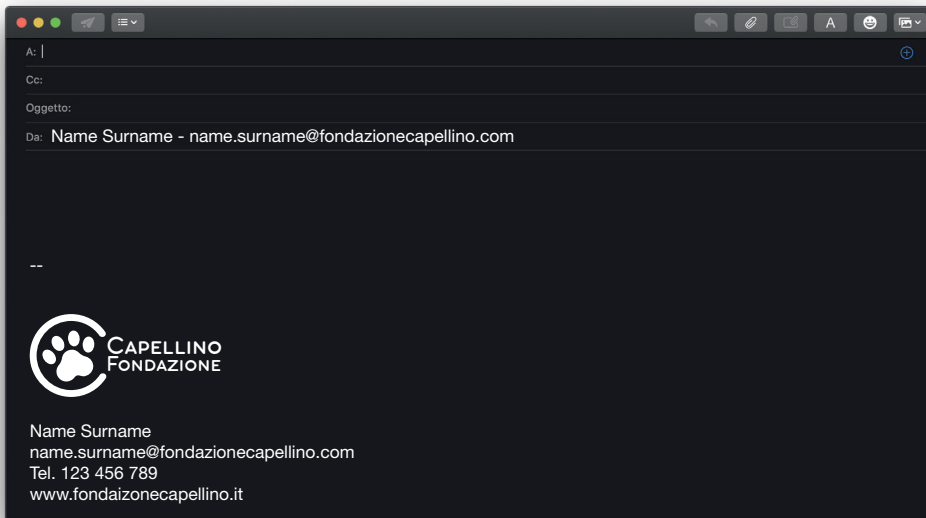 A
A:
Cc:
Oggetto:
Da: Name Surname - name.surname@fondazionecapellino.com
--
CAPELLINO
FONDAZIONE
Name Surname
name.surname@fondazionecapellino.com
Tel. 123 456 789
www.fondaizonecapellino.it